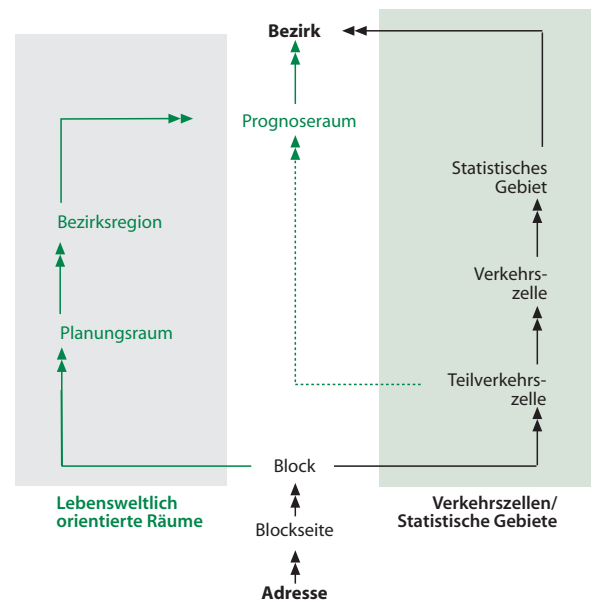 Bezirk
Prognoseraum
Statistisches
Gebiet
Bezirksregion
Verkehrs-
zelle
Planungsraum
Teilverkehrs-
zelle
Block
Lebensweltlich
orientierte Räume
Verkehrszellen/
Statistische Gebiete
Blockseite
Adresse